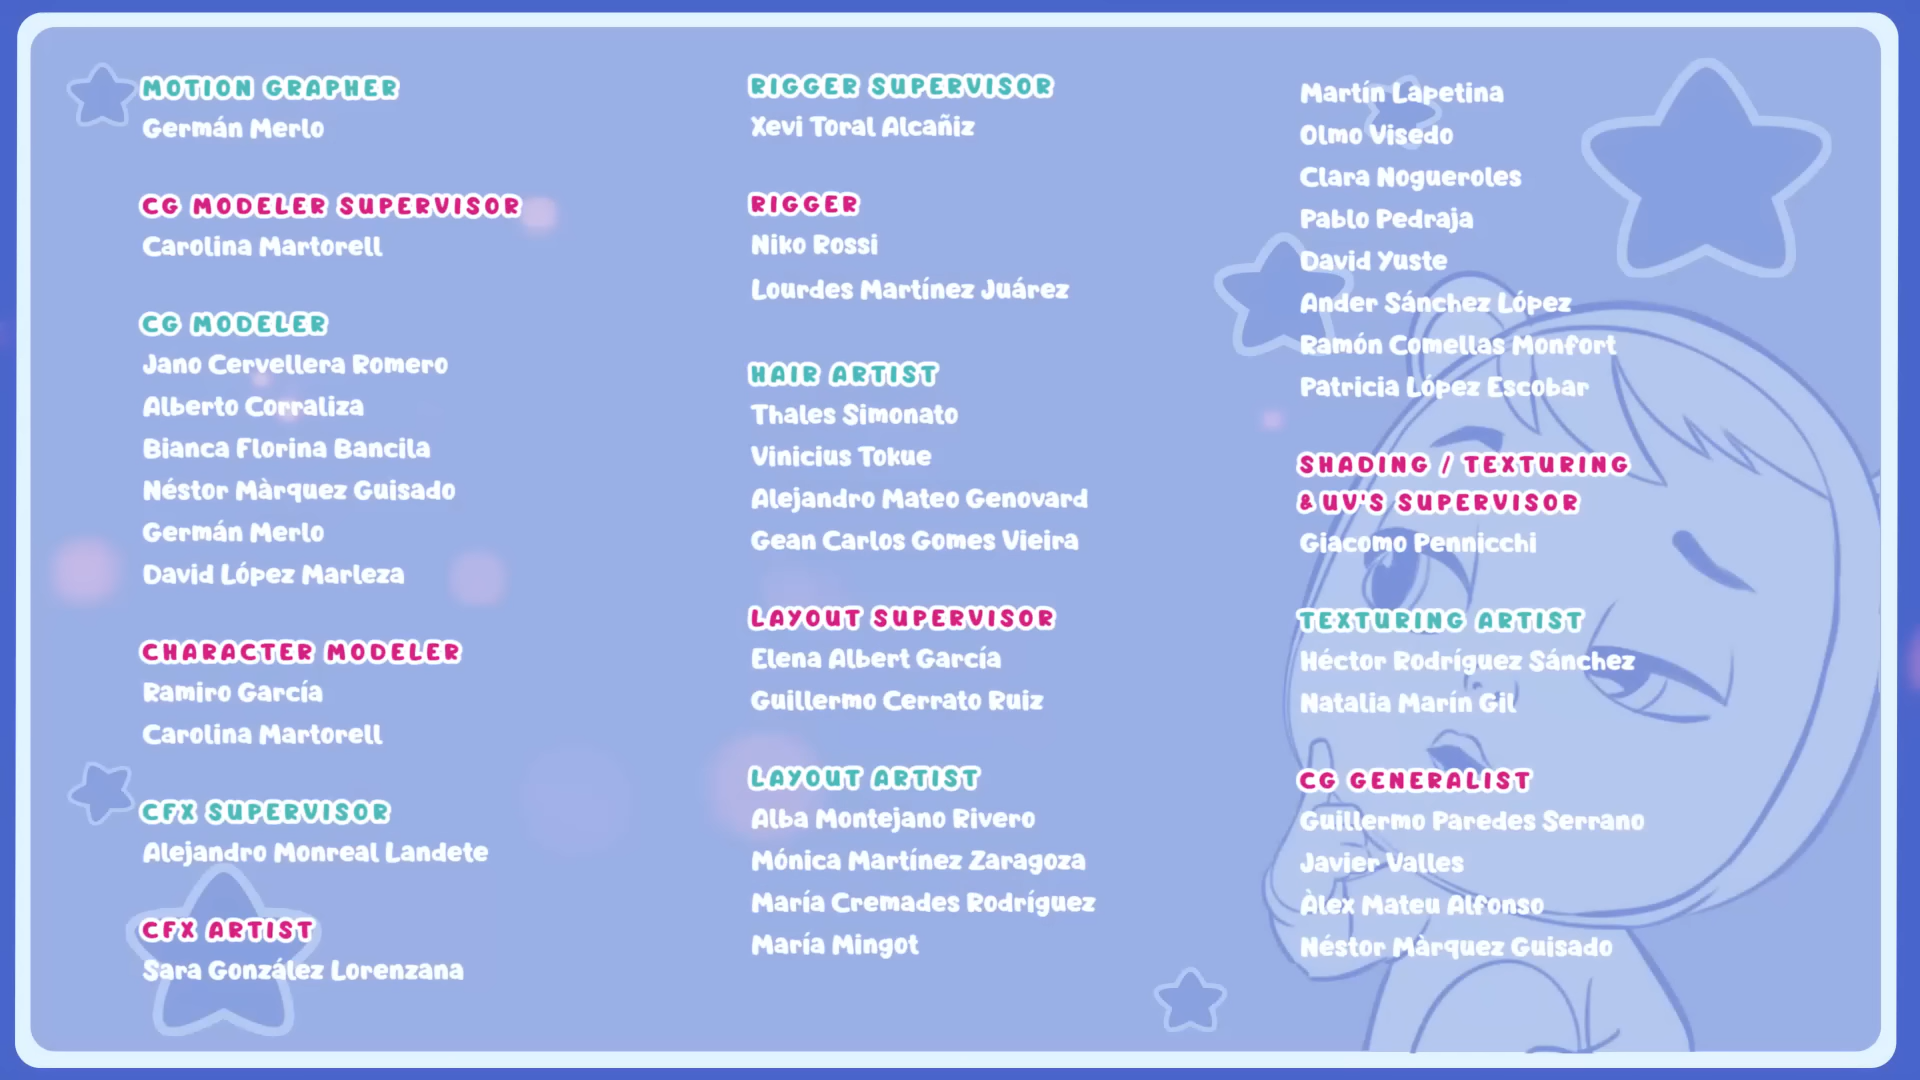 MOTION GRAPHER
Germán Merlo
CG MODELER SUPERVISOR
Carolina Martorell
CG MODELER
Jano Cervellera Romero
Alberto Corraliza
Bianca Florina Bancila
Néstor Màrquez Guisado
Germán Merlo
David López Marleza
CHARACTER MODELER
Ramiro García
Carolina Martorell
CFX SUPERVISOR
Alejandro Monreal Landete
CFX ARTIST
Sara González Lorenzana
RIGGER SUPERVISOR
Xevi Toral Alcañiz
RIGGER
Niko Rossi
Lourdes Martínez Juárez
HAIR ARTIST
Thales Simonato
Vinicius Tokue
Alejandro Mateo Genovard
Gean Carlos Gomes Vieira
LAYOUT SUPERVISOR
Elena Albert García
Guillermo Cerrato Ruiz
LAYOUT ARTIST
Alba Montejano Rivero
Mónica Martínez Zaragoza
María Cremades Rodríguez
María Mingot
Martín Lapetina
Olmo Visedo
Clara Nogueroles
Pablo Pedraja
David Yuste
Ander Sánchez López
Ramón Comellas Monfort
Patricia López Escobar
SHADING / TEXTURING
& UV'S SUPERVISOR
Giacomo Pennicchi
TEXTURING ARTIST
Héctor Rodríguez Sánchez
Natalia Marín Gil
CG GENERALIST
Guillermo Paredes Serrano
Javier Valles
Àlex Mateu Alfonso
Néstor Màrquez Guisado